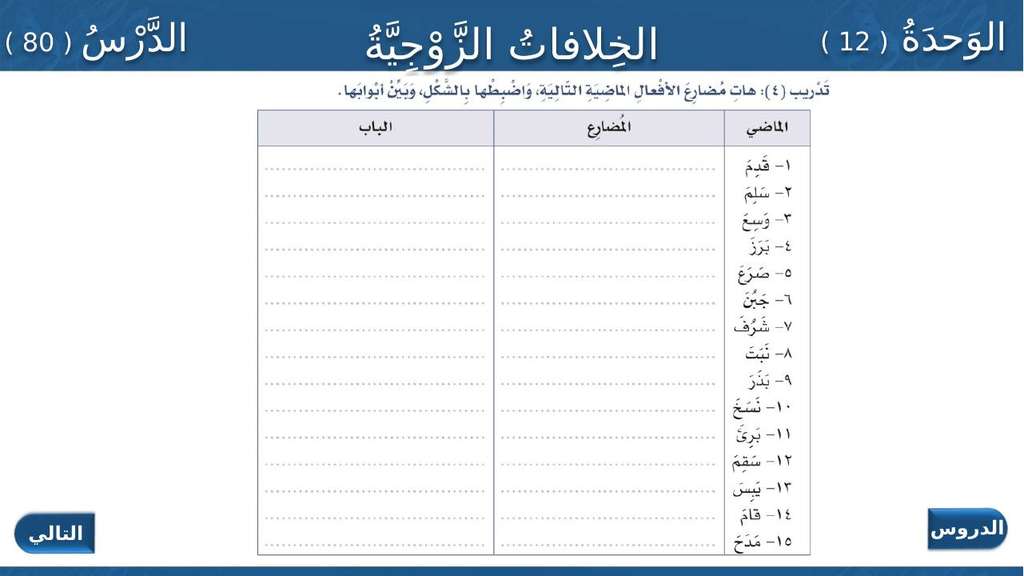 الوَحدَةُ ( 12 )
الخِلافاتُ الزَّوْجِيَّةُ
الدَّرْسُ ( 80 )
تَدْريب (٤): هاتِ مُضارِعَ الأفْعالِ الماضِيَةِ التّالِيَةِ، وَاضْبِطْها بِالشَّكْلِ، وَبَيِّنْ أبْوابَها.
الماضي المُضارِع الباب
١- قَدِمَ
٢- سَلِمَ
٣- وَسِعَ
٤- بَرَزَ
٥- صَرَعَ
٦- جَبُنَ
٧- شَرُفَ
٨- نَبَتَ
٩- بَذَرَ
١٠- نَسَخَ
١١- بَرِئَ
١٢- سَقِمَ
١٣- يَبِسَ
١٤- قامَ
١٥- مَدَحَ
الدروس
التالي